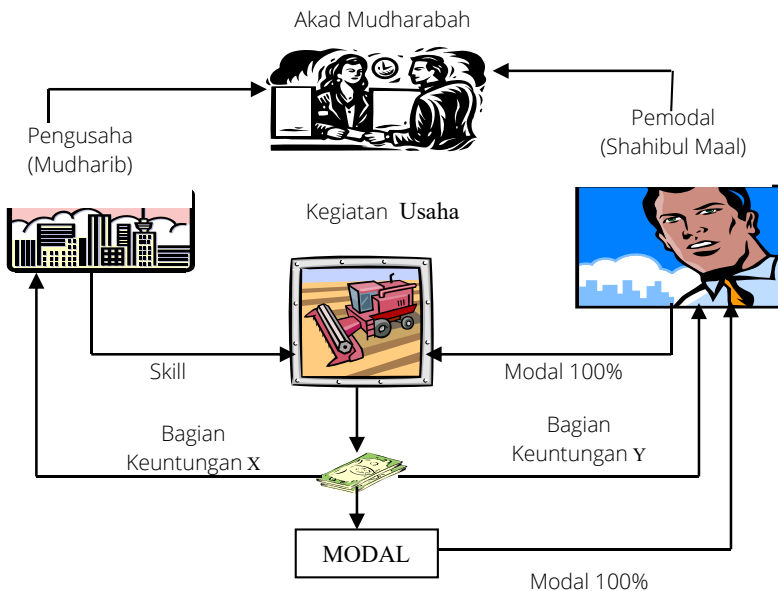 Akad Mudharabah
Pengusaha
(Mudharib)
Pemodal
(Shahibul Maal)
Kegiatan Usaha
Skill
Modal 100%
Bagian
Keuntungan X
Bagian
Keuntungan Y
MODAL
Modal 100%